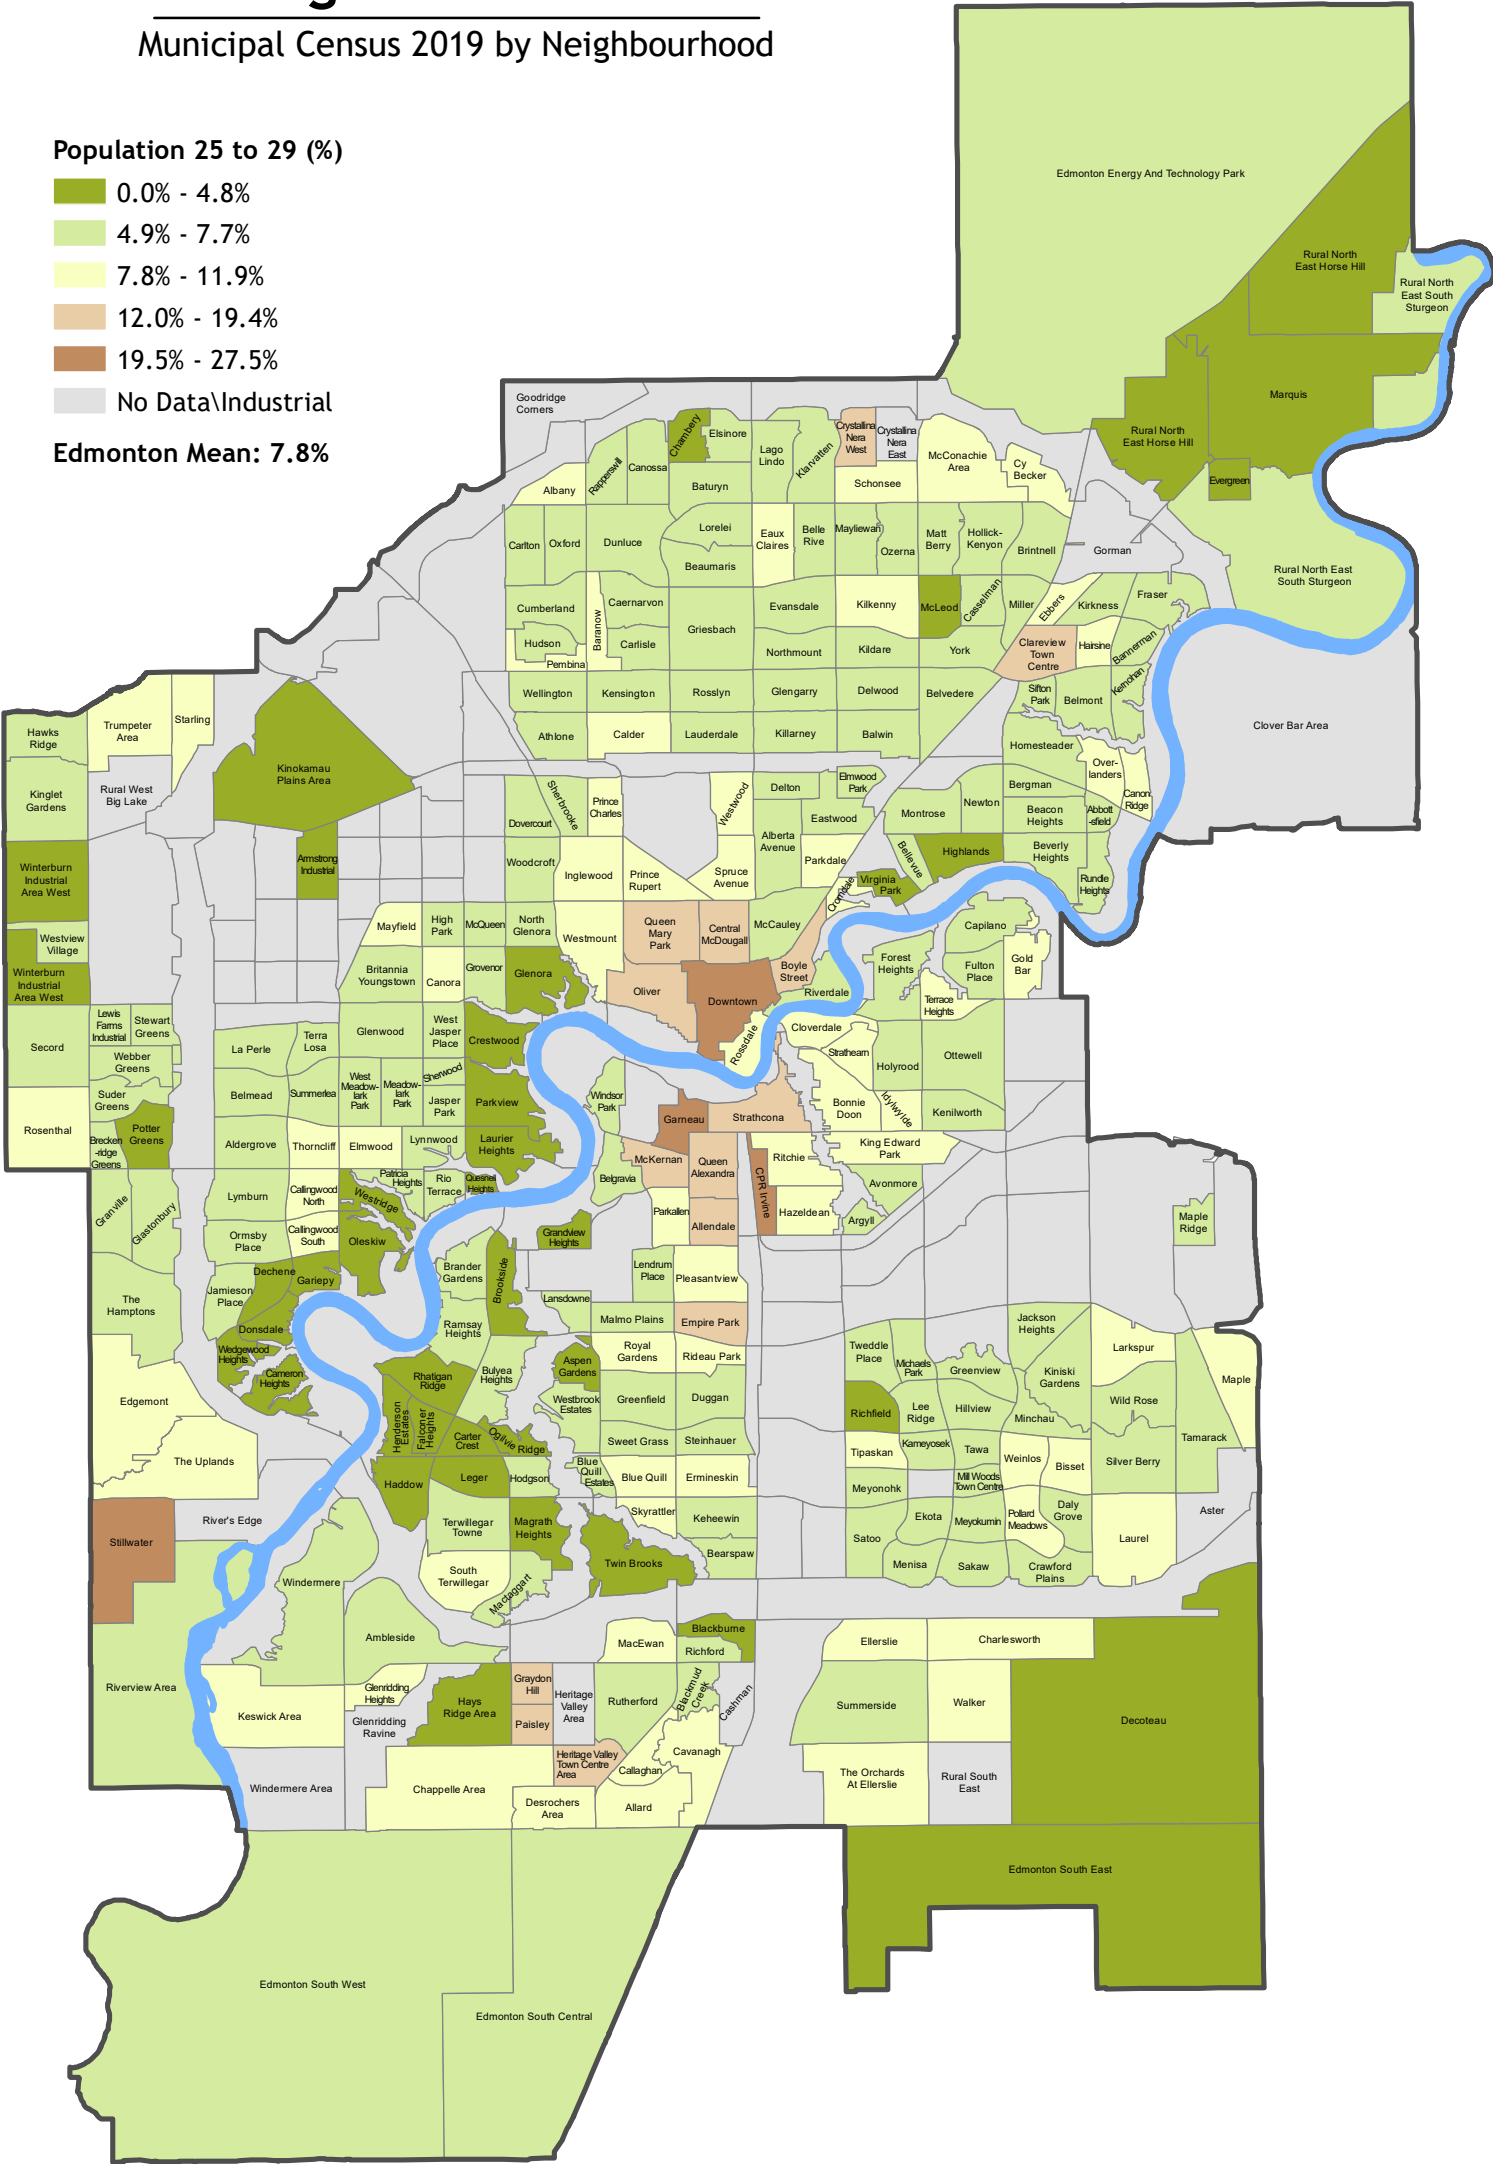 Municipal Census 2019 by Neighbourhood
Population 25 to 29 (%)
0.0% - 4.8%
4.9% - 7.7%
7.8% - 11.9%
12.0% - 19.4%
19.5% - 27.5%
No Data\Industrial
Edmonton Mean: 7.8%
Edmonton Energy And Technology Park
Rural North
East Horse Hill
Rural North
East South
Sturgeon
Marquis
Rural North
East Horse Hill
Evergreen
Rural North East
South Sturgeon
Goodridge
Corners
Chambery
Elsinore
Rapperswill
Canossa
Lago
Lindo
Klarvatten
Crystallina
Nera
West
Crystallina
Nera
East
McConachie
Area
Cy
Becker
Albany
Baturyn
Schonsee
Carlton
Oxford
Dunluce
Lorelei
Beaumaris
Eaux
Claires
Belle
Rive
Mayliewan
Ozerna
Matt
Berry
Hollick-
Kenyon
Brintnell
Gorman
Cumberland
Hudson
Pembina
Baranow
Caernarvon
Carlisle
Griesbach
Evansdale
Northmount
Kilkenny
Kildare
McLeod
Casselman
York
Miller
Ebbers
Kirkness
Fraser
Clareview
Town
Centre
Hairsine
Bannerman
Kernohan
Wellington
Kensington
Rosslyn
Glengarry
Delwood
Belvedere
Sifton
Park
Belmont
Clover Bar Area
Athlone
Calder
Lauderdale
Killarney
Balwin
Homesteader
Over-
landers
Canon
Ridge
Hawks
Ridge
Trumpeter
Area
Starling
Kinglet
Gardens
Rural West
Big Lake
Kinokamau
Plains Area
Dovercourt
Sherbrooke
Prince
Charles
Westwood
Delton
Elmwood
Park
Eastwood
Alberta
Avenue
Parkdale
Montrose
Newton
Bergman
Beacon
Heights
Abbott
-sfield
Bellevue
Highlands
Beverly
Heights
Rundle
Heights
Virginia
Park
Cromdale
Winterburn
Industrial
Area West
Armstrong
Industrial
Woodcroft
Inglewood
Prince
Rupert
Spruce
Avenue
Westview
Village
Winterburn
Industrial
Area West
Mayfield
High
Park
McQueen
North
Glenora
Westmount
Queen
Mary
Park
Central
McDougall
McCauley
Boyle
Street
Britannia
Youngstown
Canora
Grovenor
Glenora
Oliver
Downtown
Riverdale
Rossdale
Forest
Heights
Capilano
Fulton
Place
Gold
Bar
Terrace
Heights
Secord
Lewis
Farms
Industrial
Stewart
Greens
Webber
Greens
La Perle
Terra
Losa
Glenwood
West
Jasper
Place
Crestwood
Cloverdale
Strathearn
Holyrood
Ottewell
Suder
Greens
Belmead
Summerlea
West
Meadow-
lark
Park
Meadow-
lark
Park
Sherwood
Jasper
Park
Parkview
Windsor
Park
Garneau
Strathcona
Bonnie
Doon
Idylwylde
Kenilworth
Rosenthal
Potter
Greens
Brecken
-ridge
Greens
Aldergrove
Thorncliff
Elmwood
Lynnwood
Laurier
Heights
McKernan
Queen
Alexandra
CPR Irvine
Ritchie
King Edward
Park
Granville
Glastonbury
Lymburn
Callingwood
North
Westridge
Patricia
Heights
Rio
Terrace
Quesnell
Heights
Belgravia
Parkallen
Allendale
Hazeldean
Avonmore
Argyll
Maple
Ridge
Ormsby
Place
Callingwood
South
Oleskiw
Grandview
Heights
The
Hamptons
Jamieson
Place
Dechene
Gariepy
Donsdale
Wedgewood
Heights
Cameron
Heights
Brander
Gardens
Brookside
Lendrum
Place
Pleasantview
Lansdowne
Malmo Plains
Empire Park
Ramsay
Heights
Royal
Gardens
Rideau Park
Edgemont
The Uplands
Rhatigan
Ridge
Bulyea
Heights
Aspen
Gardens
Westbrook
Estates
Greenfield
Duggan
Henderson
Estates
Falconer
Heights
Carter
Crest
Ogilvie Ridge
Sweet Grass
Steinhauer
Haddow
Leger
Hodgson
Blue
Quill
Estates
Blue Quill
Ermineskin
Tweddle
Place
Michaels
Park
Greenview
Jackson
Heights
Kiniski
Gardens
Larkspur
Maple
Richfield
Lee
Ridge
Hillview
Minchau
Wild Rose
Tamarack
Tipaskan
Kameyosek
Tawa
Weinlos
Bisset
Silver Berry
Meyonohk
Mill Woods
Town Centre
Stillwater
River's Edge
Windermere
Terwillegar
Towne
Magrath
Heights
Skyrattler
Keheewin
Twin Brooks
Bearspaw
South
Terwillegar
Mactaggart
Satoo
Ekota
Meyokumin
Pollard
Meadows
Daly
Grove
Laurel
Aster
Menisa
Sakaw
Crawford
Plains
Ambleside
MacEwan
Blackburne
Richford
Ellerslie
Charlesworth
Riverview Area
Keswick Area
Glenridding
Heights
Glenridding
Ravine
Hays
Ridge Area
Graydon
Hill
Paisley
Heritage
Valley
Area
Rutherford
Blackmud
Creek
Cashman
Summerside
Walker
Decoteau
Windermere Area
Chappelle Area
Heritage Valley
Town Centre
Area
Cavanagh
Callaghan
Desrochers
Area
Allard
The Orchards
At Ellerslie
Rural South
East
Edmonton South East
Edmonton South West
Edmonton South Central